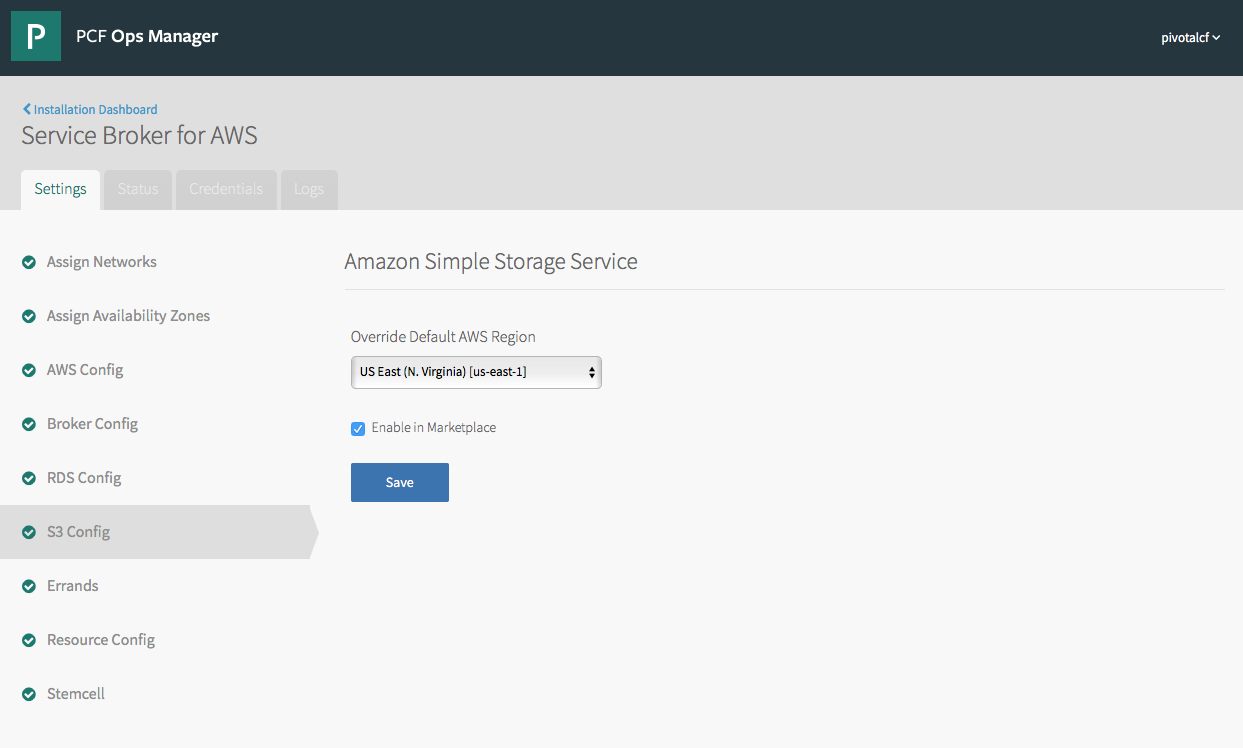 P
PCF Ops Manager
pivotalcf
Installation Dashboard
Service Broker for AWS
Settings
Status
Credentials
Logs
Assign Networks
Assign Availability Zones
AWS Config
Broker Config
RDS Config
S3 Config
Errands
Resource Config
Stemcell
Amazon Simple Storage Service
Override Default AWS Region
US East (N. Virginia) [us-east-1]
Enable in Marketplace
Save